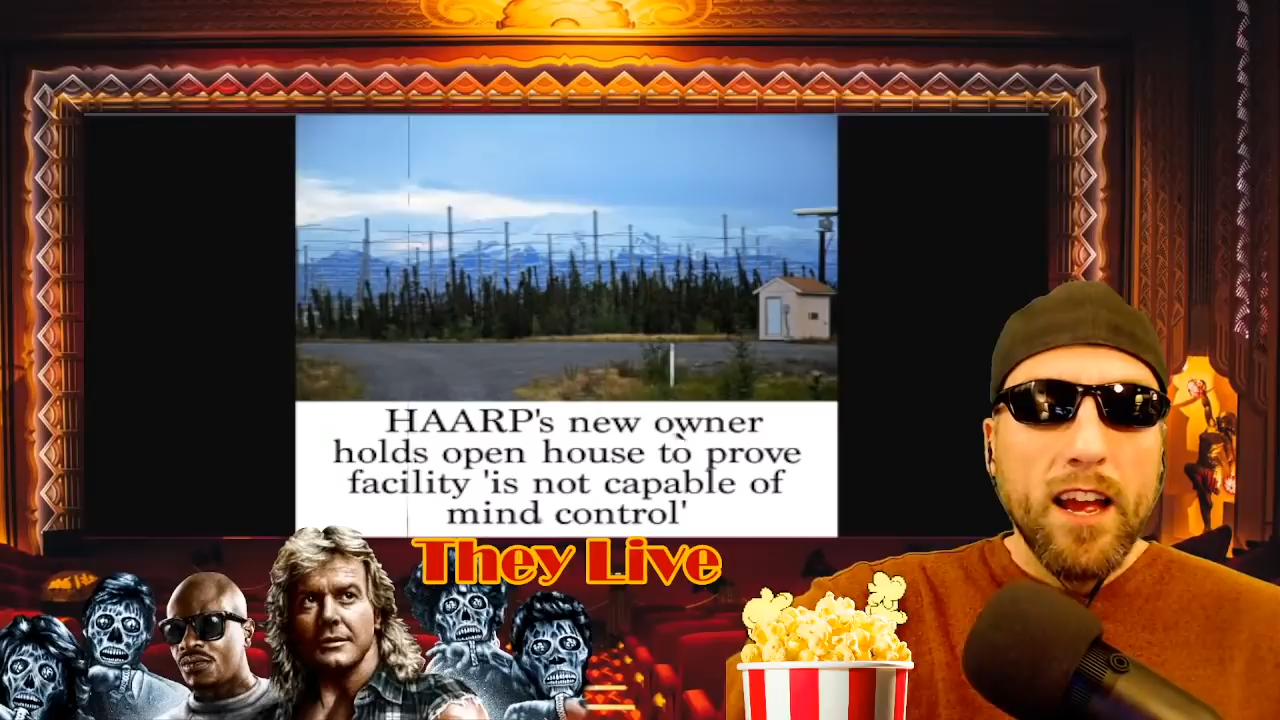 HAARP's new owner
holds open house to prove
facility 'is not capable of
mind control'
They Live